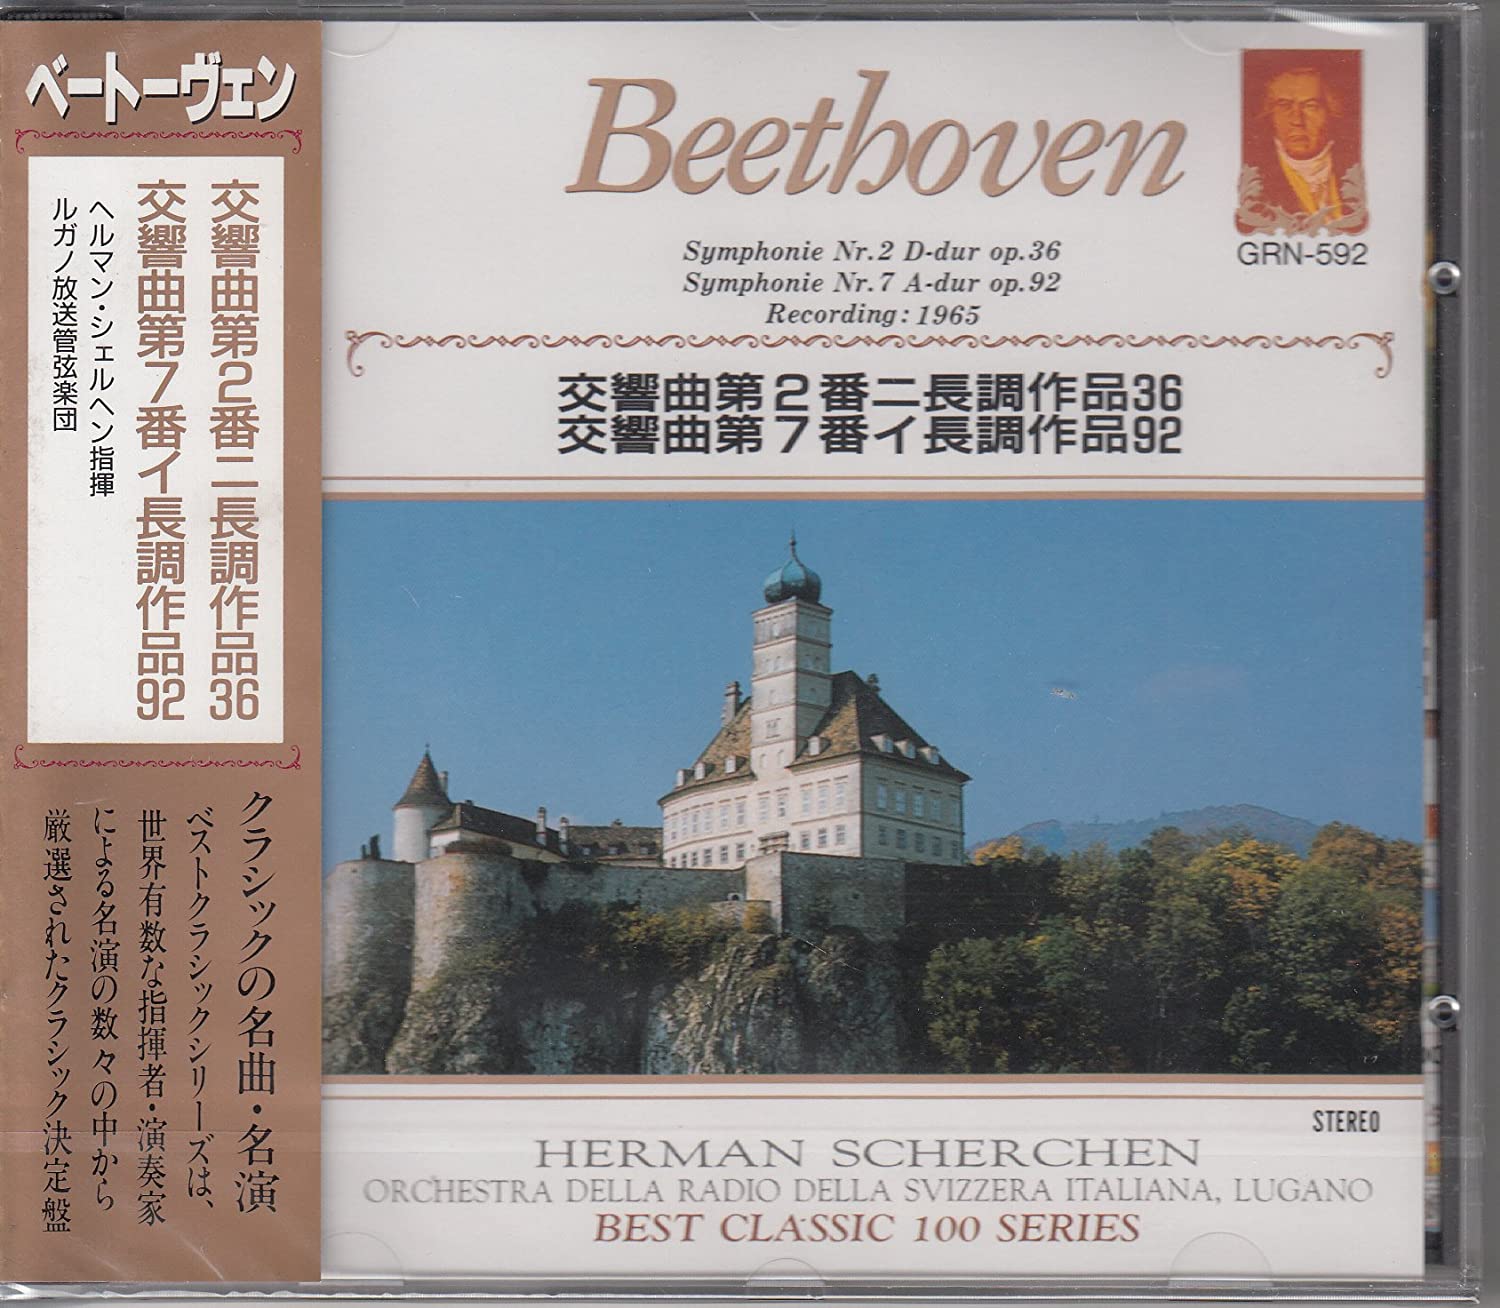 ベートーヴェン
交響曲第2番ニ長調作品36
交響曲第7番イ長調作品92
ヘルマン・シェルヘン指揮
ルガノ放送管弦楽団
クラシックの名曲・名演
ベストクラシックシリーズは、
世界有数な指揮者・演奏家
による名演の数々の中から
厳選されたクラシック決定盤
Beethoven
GRN-592
Symphonie Nr.2 D-dur op.36
Symphonie Nr.7 A-dur op.92
Recording: 1965
交響曲第2番ニ長調作品36
交響曲第7番イ長調作品92
STEREO
HERMAN SCHERCHEN
ORCHESTRA DELLA RADIO DELLA SVIZZERA ITALIANA, LUGANO
BEST CLASSIC 100 SERIES